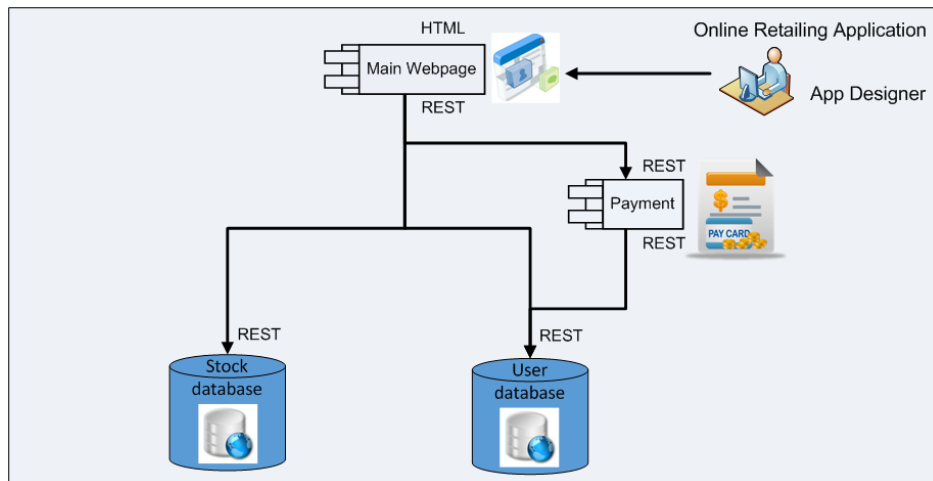 HTML
Online Retailing Application
Main Webpage
App Designer
REST
REST
Payment
PAY CARD
REST
REST
REST
Stock
database
User
database